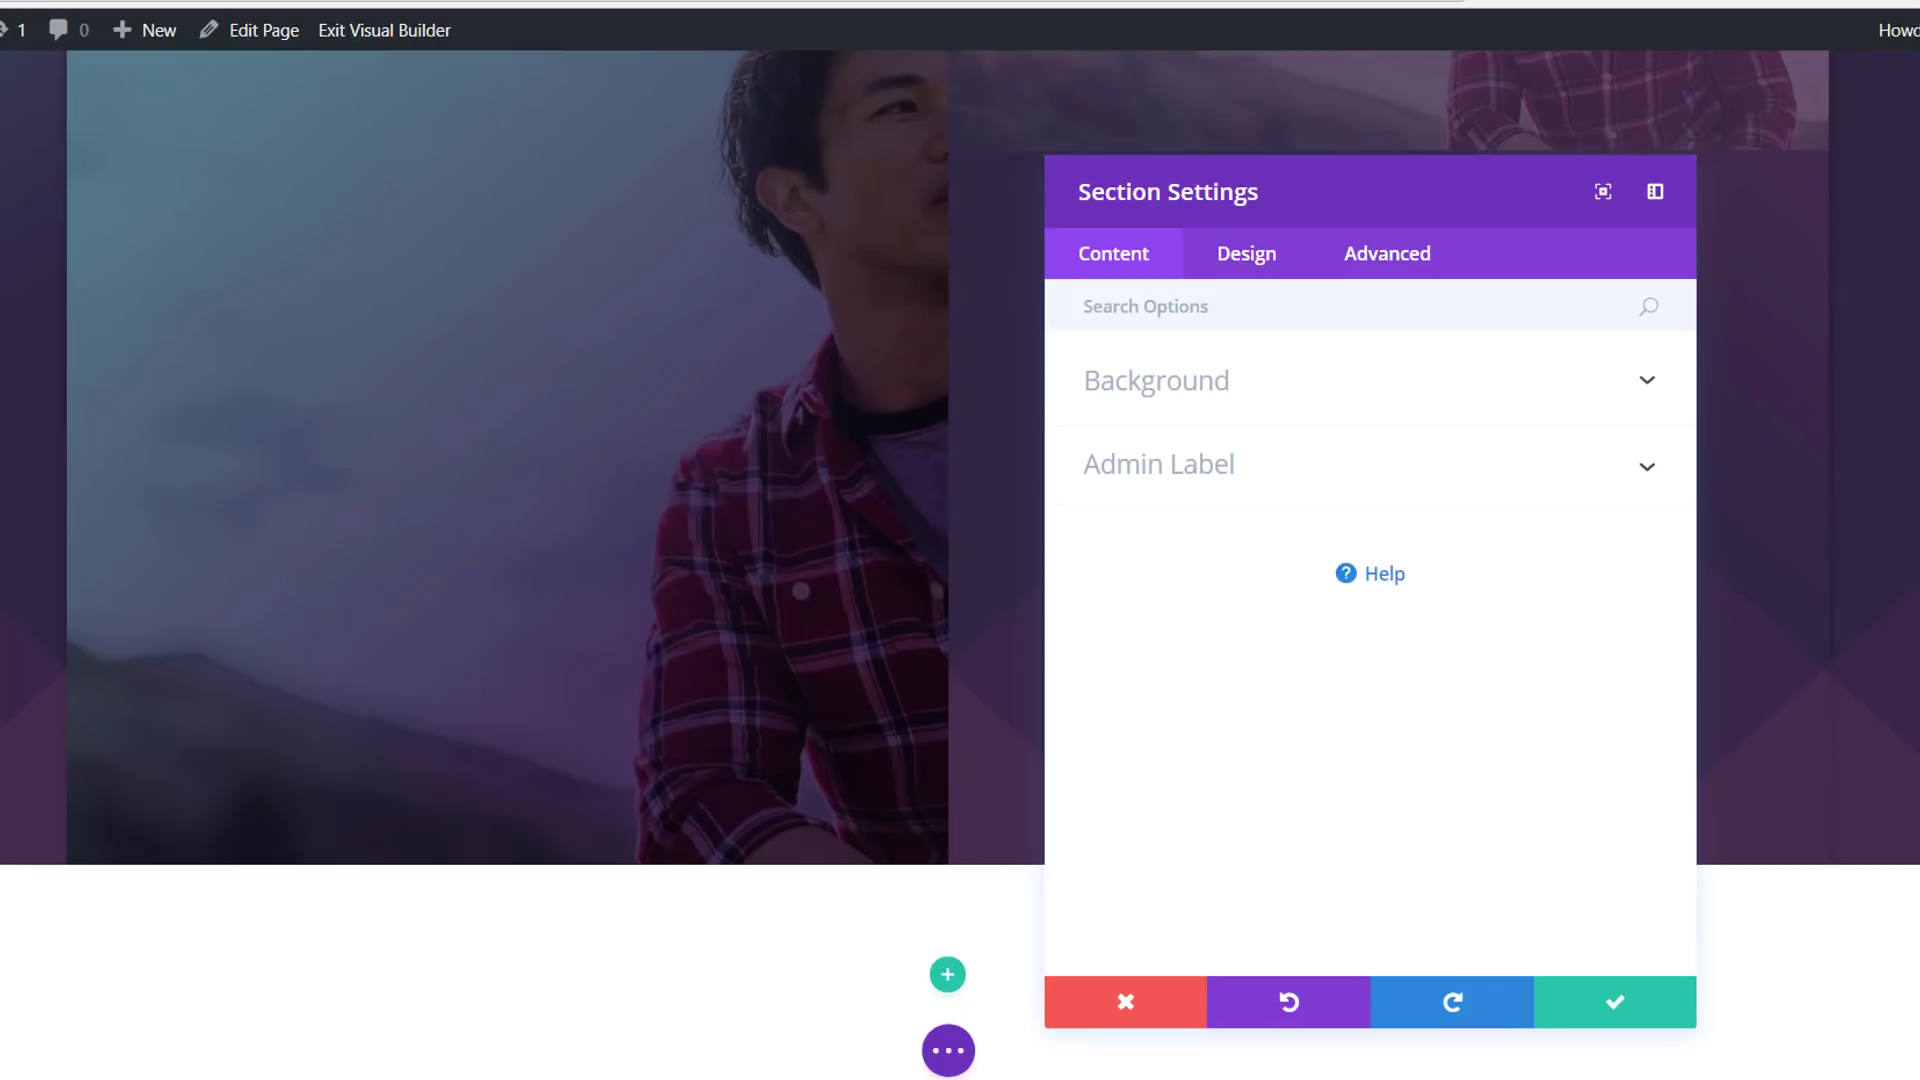 1 0 New Edit Page Exit Visual Builder Howd
Section Settings
Content Design Advanced
Search Options
Background
Admin Label
? Help